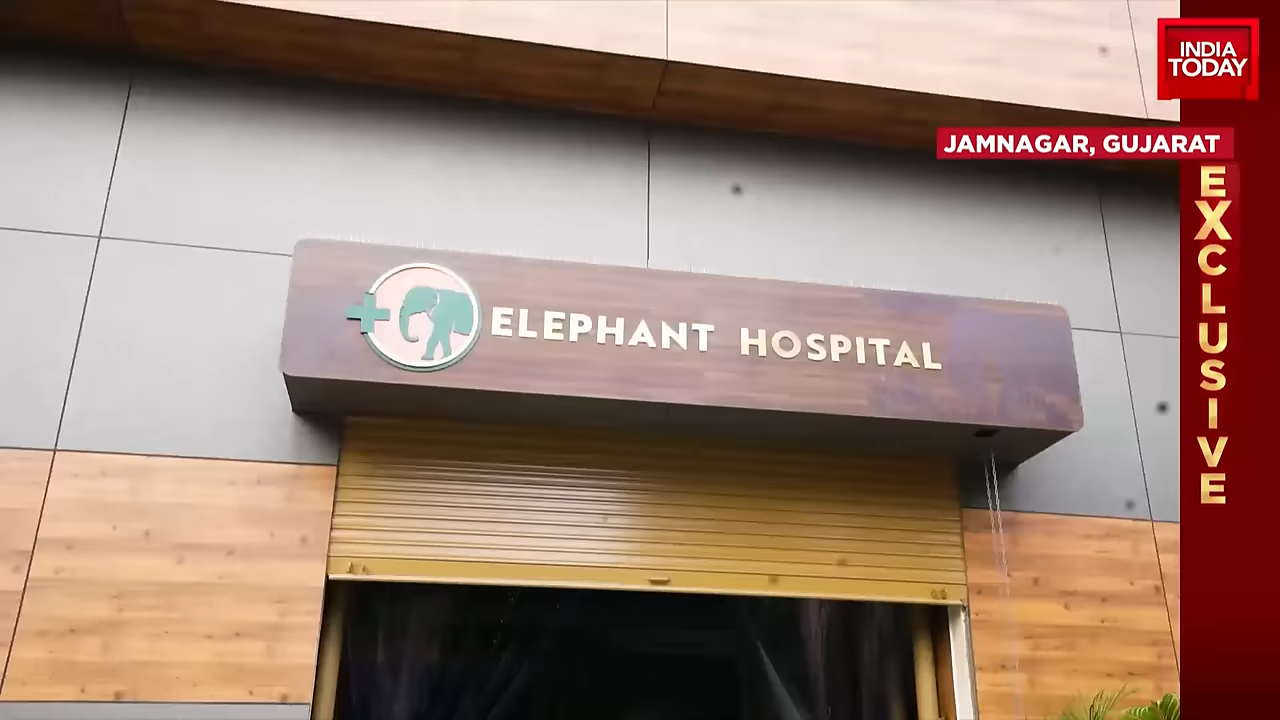 INDIA
TODAY
JAMNAGAR, GUJARAT
EXCLUSIVE
ELEPHANT HOSPITAL